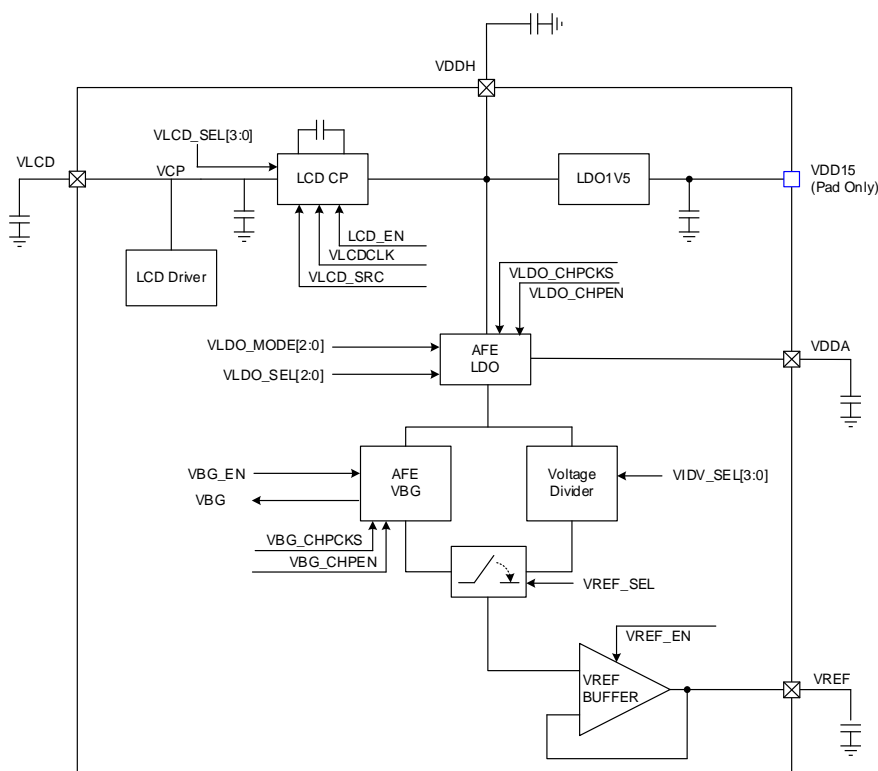 VDDH
VLCD_SEL[3:0]
VLCD
VCP
LCD CP
LDO1V5
VDD15
(Pad Only)
LCD_EN
VLCDCLK
VLCD_SRC
LCD Driver
VLDO_CHPCKS
VLDO_CHPEN
VLDO_MODE[2:0]
VLDO_SEL[2:0]
AFE
LDO
VDDA
VBG_EN
VBG
AFE
VBG
Voltage
Divider
VIDV_SEL[3:0]
VBG_CHPCKS
VBG_CHPEN
VREF_SEL
VREF_EN
VREF
BUFFER
VREF